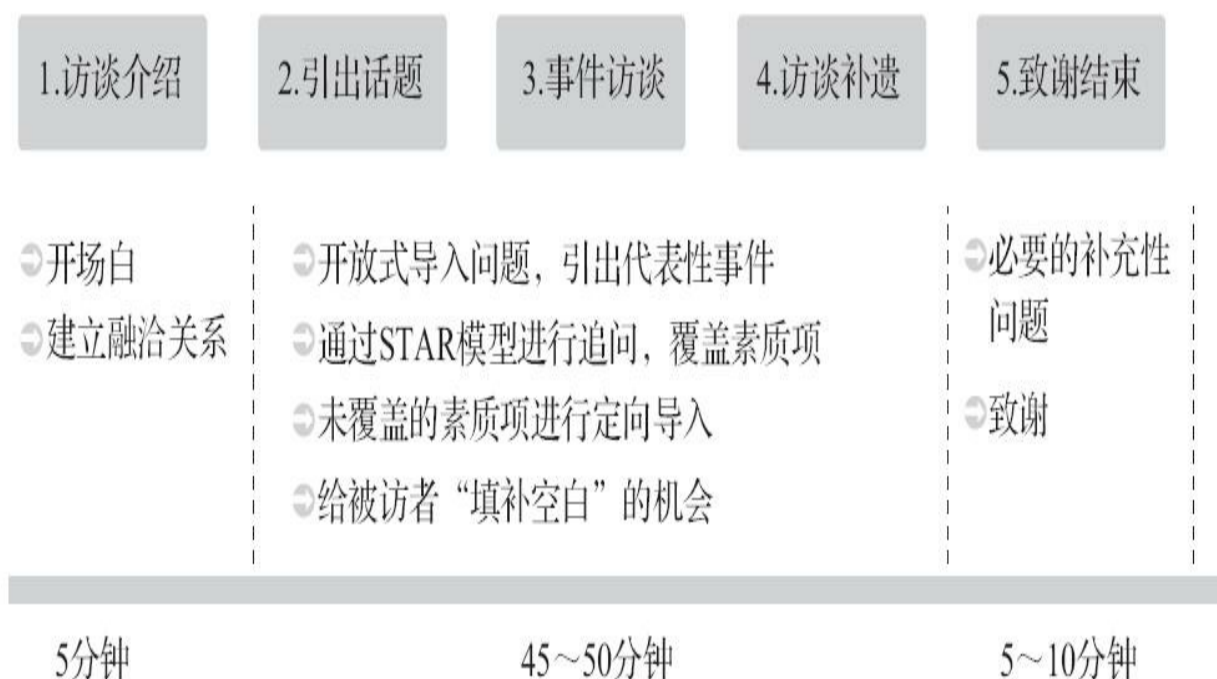 1.访谈介绍
2.引出话题
3.事件访谈
4.访谈补遗
5.致谢结束
开场白
建立融洽关系
开放式导入问题，引出代表性事件
通过STAR模型进行追问，覆盖素质项
未覆盖的素质项进行定向导入
给被访者“填补空白”的机会
必要的补充性
问题
致谢
5分钟
45～50分钟
5～10分钟